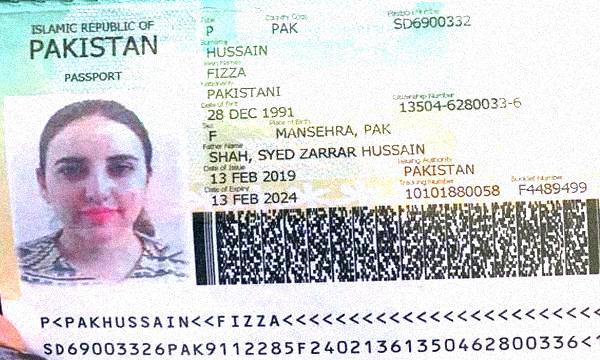 ISLAMIC REPUBLIC OF
PAKISTAN
PASSPORT
Type Country Code Passport Number
P PAK SD6900332
Surname
HUSSAIN
Given Names
FIZZA
Nationality
PAKISTANI
Date of Birt Citizenship Number
28 DEC 1991 13504-6280033-6
Sex Place of Birth
F MANSEHRA, PAK
Father Name
SHAH, SYED ZARRAR HUSSAIN
Date of Issue Issuing Authority
13 FEB 2019 PAKISTAN
Date of Expiry Tracking Number Booklet Number
13 FEB 2024 10101880058 F4489499
P<PAKHUSSAIN<<FIZZA<<<<<<<<<<<<<<<<<<<<<<<
SD69003326PAK9112285F24021361350462800336<1